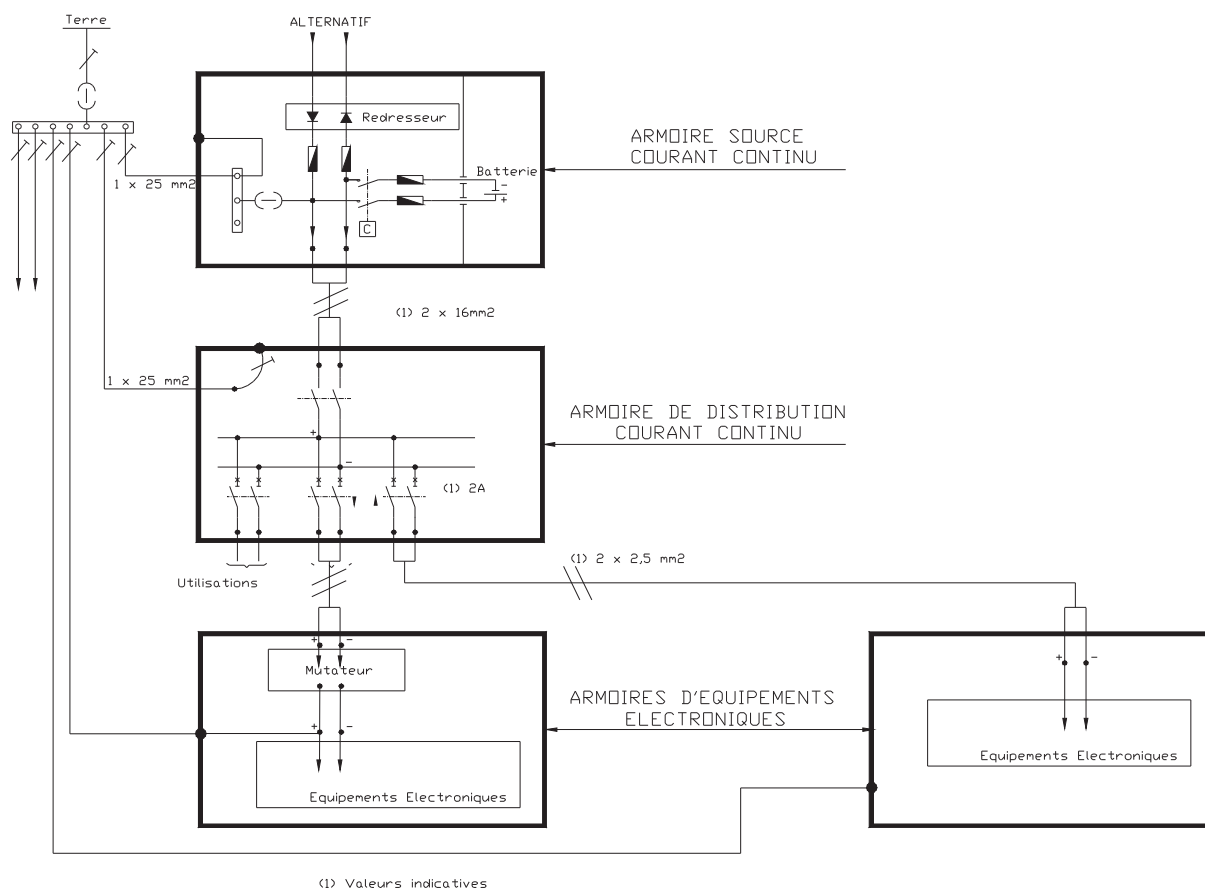 Terre
ALTERNATIF
Redresseur
ARMOIRE SOURCE
COURANT CONTINU
Batterie
-
+
1 x 25 mm2
C
(1) 2 x 16mm2
1 x 25 mm2
ARMOIRE DE DISTRIBUTION
COURANT CONTINU
+
-
(1) 2A
(1) 2 x 2,5 mm2
Utilisations
+ -
Mutateur
+ -
ARMOIRES D'EQUIPEMENTS
ELECTRONIQUES
+ -
Equipements Electroniques
Equipements Electroniques
(1) Valeurs indicatives